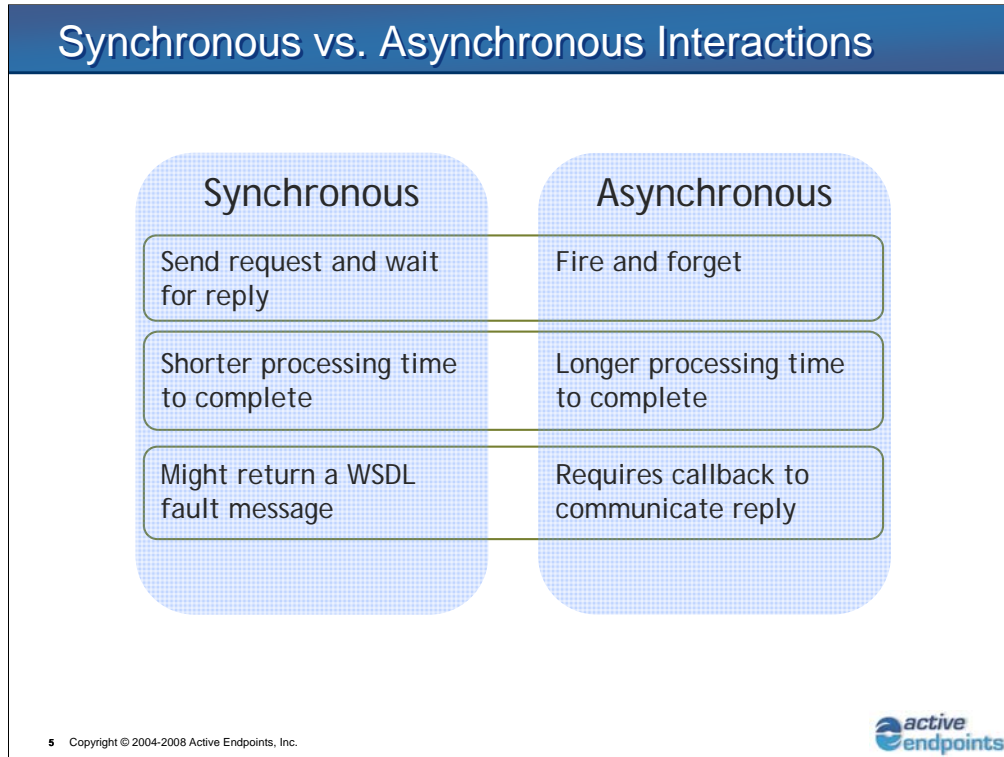 Synchronous vs. Asynchronous Interactions
Synchronous
Asynchronous
Send request and wait
for reply
Fire and forget
Shorter processing time
to complete
Longer processing time
to complete
Might return a WSDL
fault message
Requires callback to
communicate reply
5 Copyright © 2004-2008 Active Endpoints, Inc.
active
endpoints